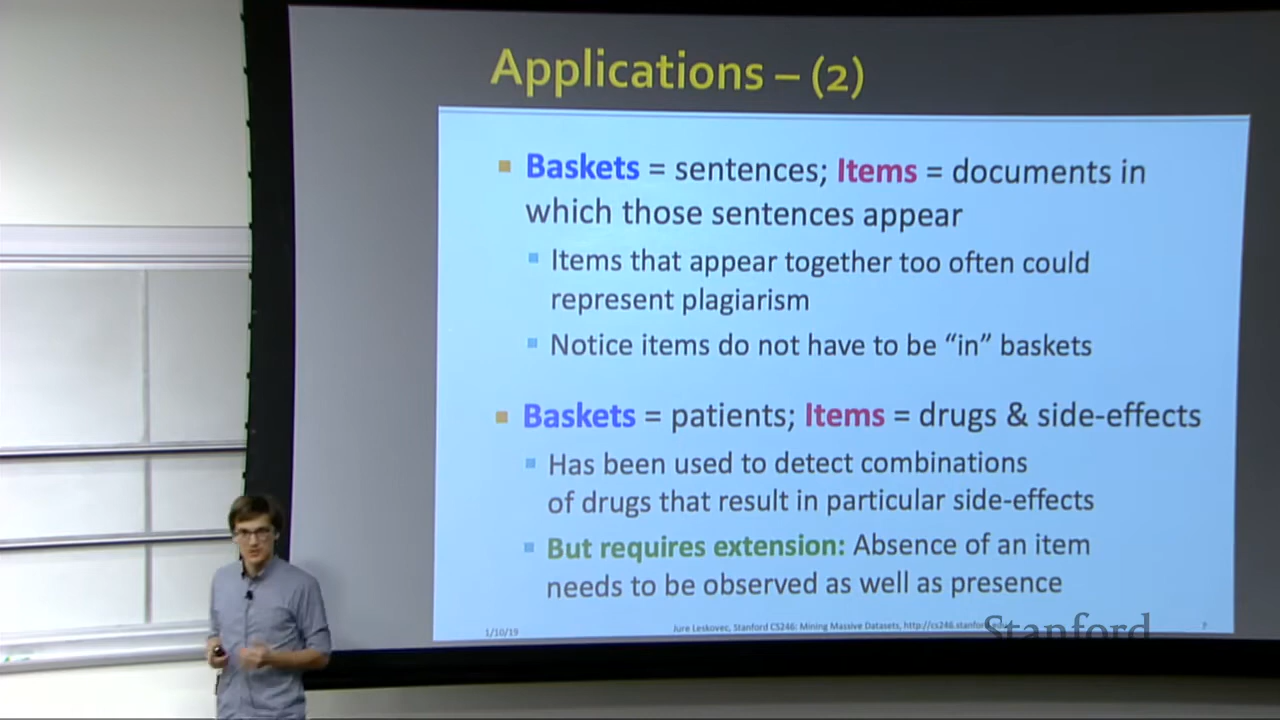 Applications – (2)
Baskets = sentences; Items = documents in
which those sentences appear
Items that appear together too often could
represent plagiarism
Notice items do not have to be “in” baskets
Baskets = patients; Items = drugs & side-effects
Has been used to detect combinations
of drugs that result in particular side-effects
But requires extension: Absence of an item
needs to be observed as well as presence
1/10/19
Jure Leskovec, Stanford CS246: Mining Massive Datasets, http://cs246.stanford
Stanford